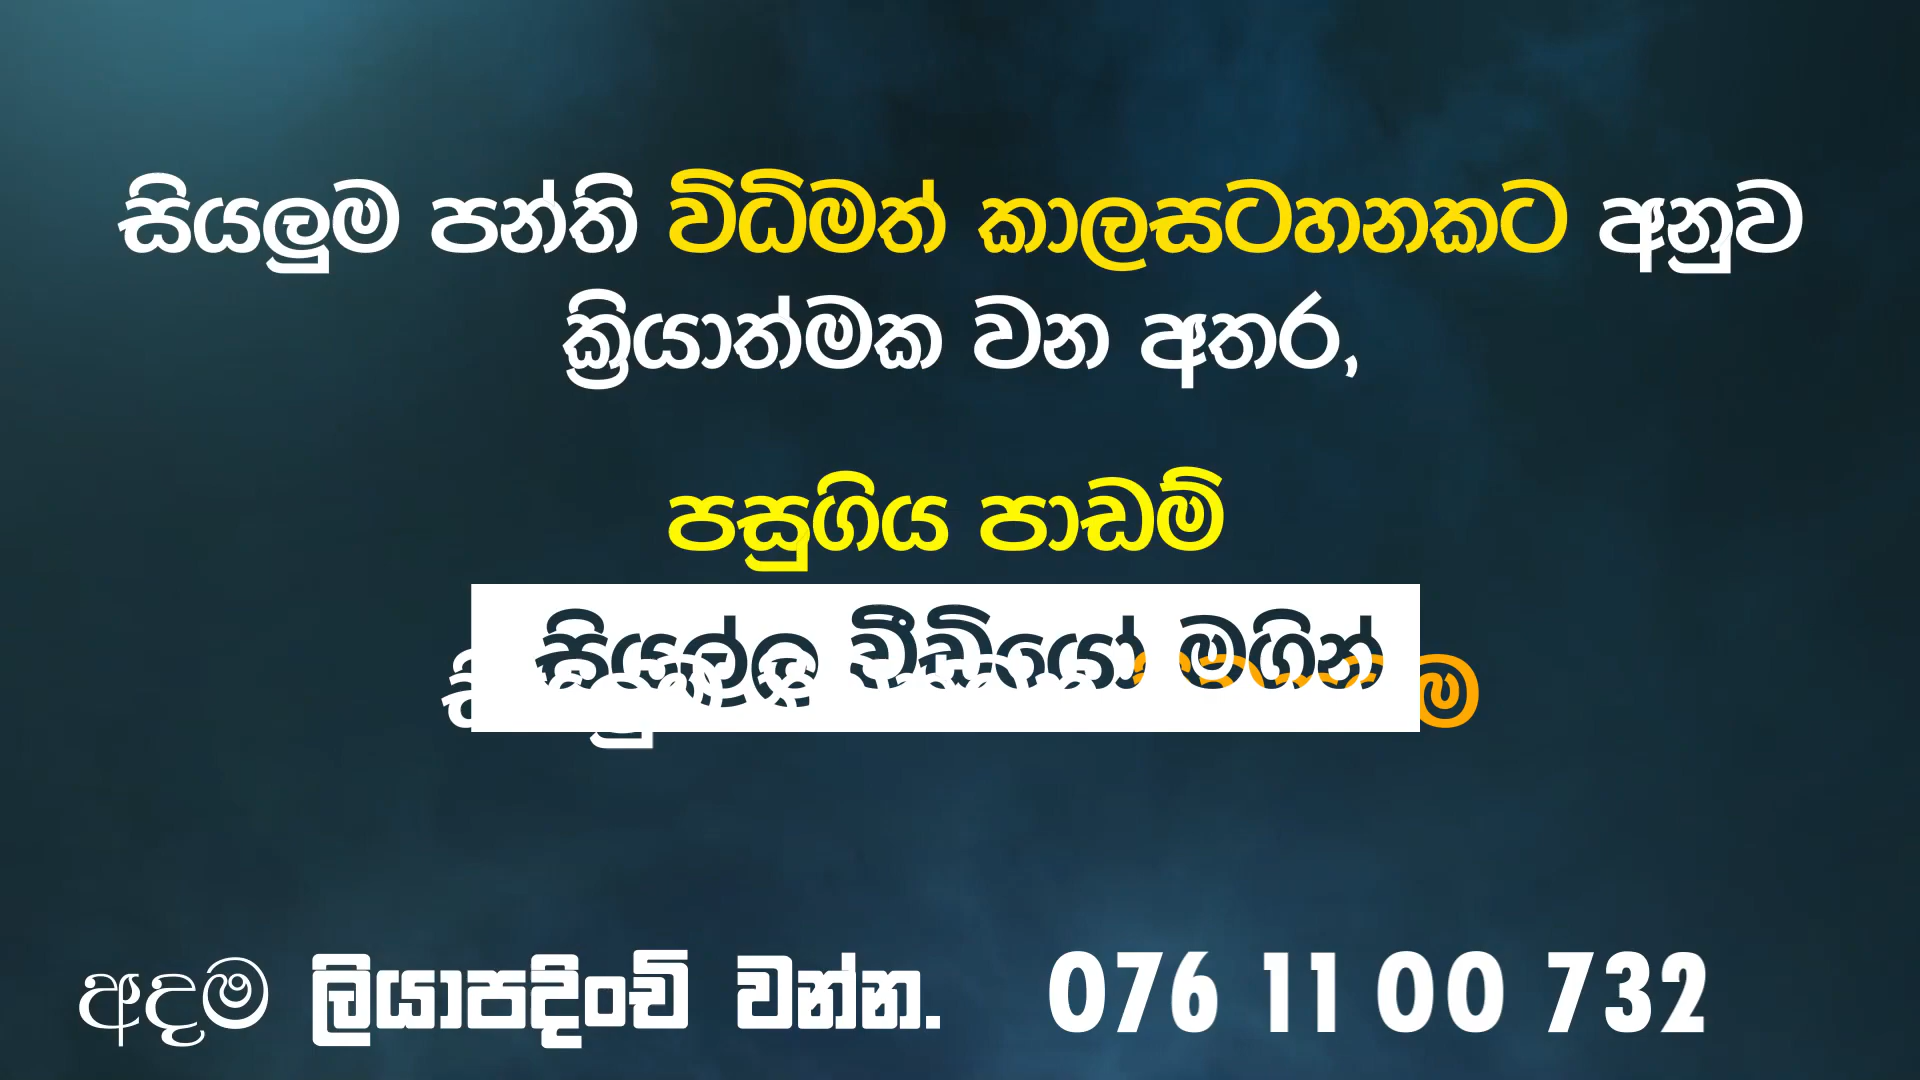 සියලුම පන්ති විධිමත් කාලසටහනකට අනුව
ක්‍රියාත්මක වන අතර,
පසුගිය පාඩම්
සියල්ල වීඩියෝ මගින්
අදම ලියාපදිංචි වන්න. 076 11 00 732